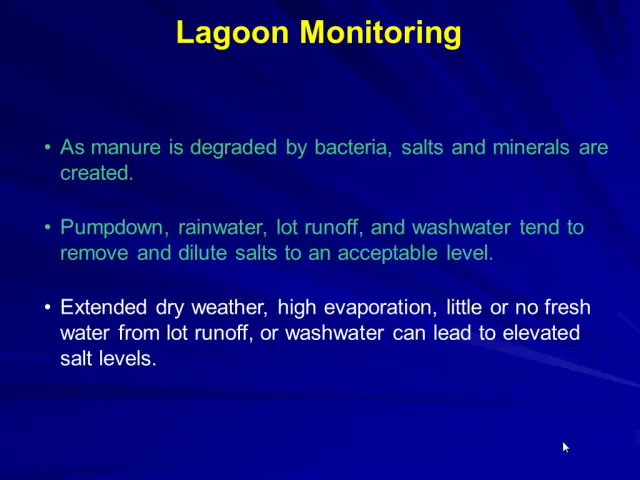 Lagoon Monitoring
• As manure is degraded by bacteria, salts and minerals are
created.
• Pumpdown, rainwater, lot runoff, and washwater tend to
remove and dilute salts to an acceptable level.
• Extended dry weather, high evaporation, little or no fresh
water from lot runoff, or washwater can lead to elevated
salt levels.